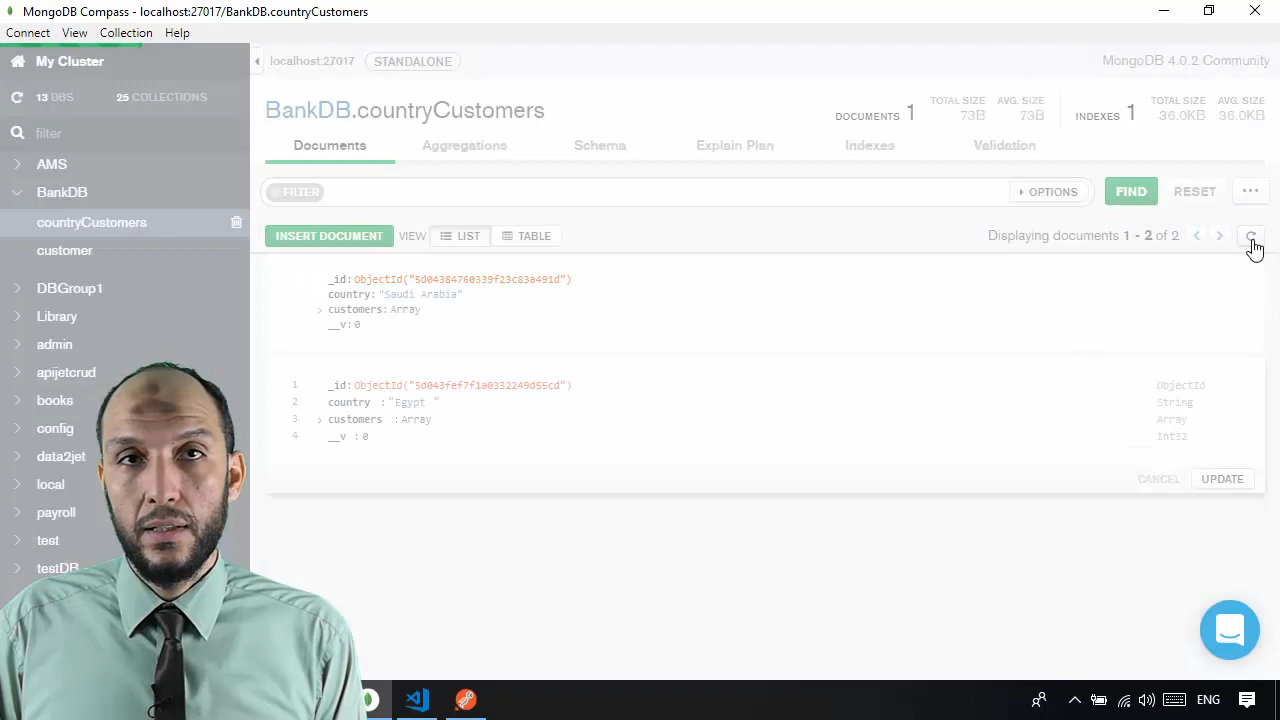 MongoDB Compass - localhost:27017/BankDB.countryCustomers
Connect View Collection Help
My Cluster
13 DBS 25 COLLECTIONS
filter
AMS
BankDB
countryCustomers
customer
DBGroup1
Library
admin
apijetcrud
books
config
data2jet
local
payroll
test
testDB
localhost:27017 STANDALONE MongoDB 4.0.2 Community
BankDB.countryCustomers
DOCUMENTS 1 TOTAL SIZE 73B AVG. SIZE 73B INDEXES 1 TOTAL SIZE 36.0KB AVG. SIZE 36.0KB
Documents Aggregations Schema Explain Plan Indexes Validation
FILTER OPTIONS FIND RESET ...
INSERT DOCUMENT VIEW LIST TABLE Displaying documents 1 - 2 of 2
_id:ObjectId("5d04384760339f23c83a491d")
country:"Saudi Arabia"
customers:Array
__v:0
1 _id:ObjectId("5d043fef7f1a0332249d55cd") ObjectId
2 country :"Egypt " String
3 customers :Array Array
4 __v :0 Int32
CANCEL UPDATE
ENG